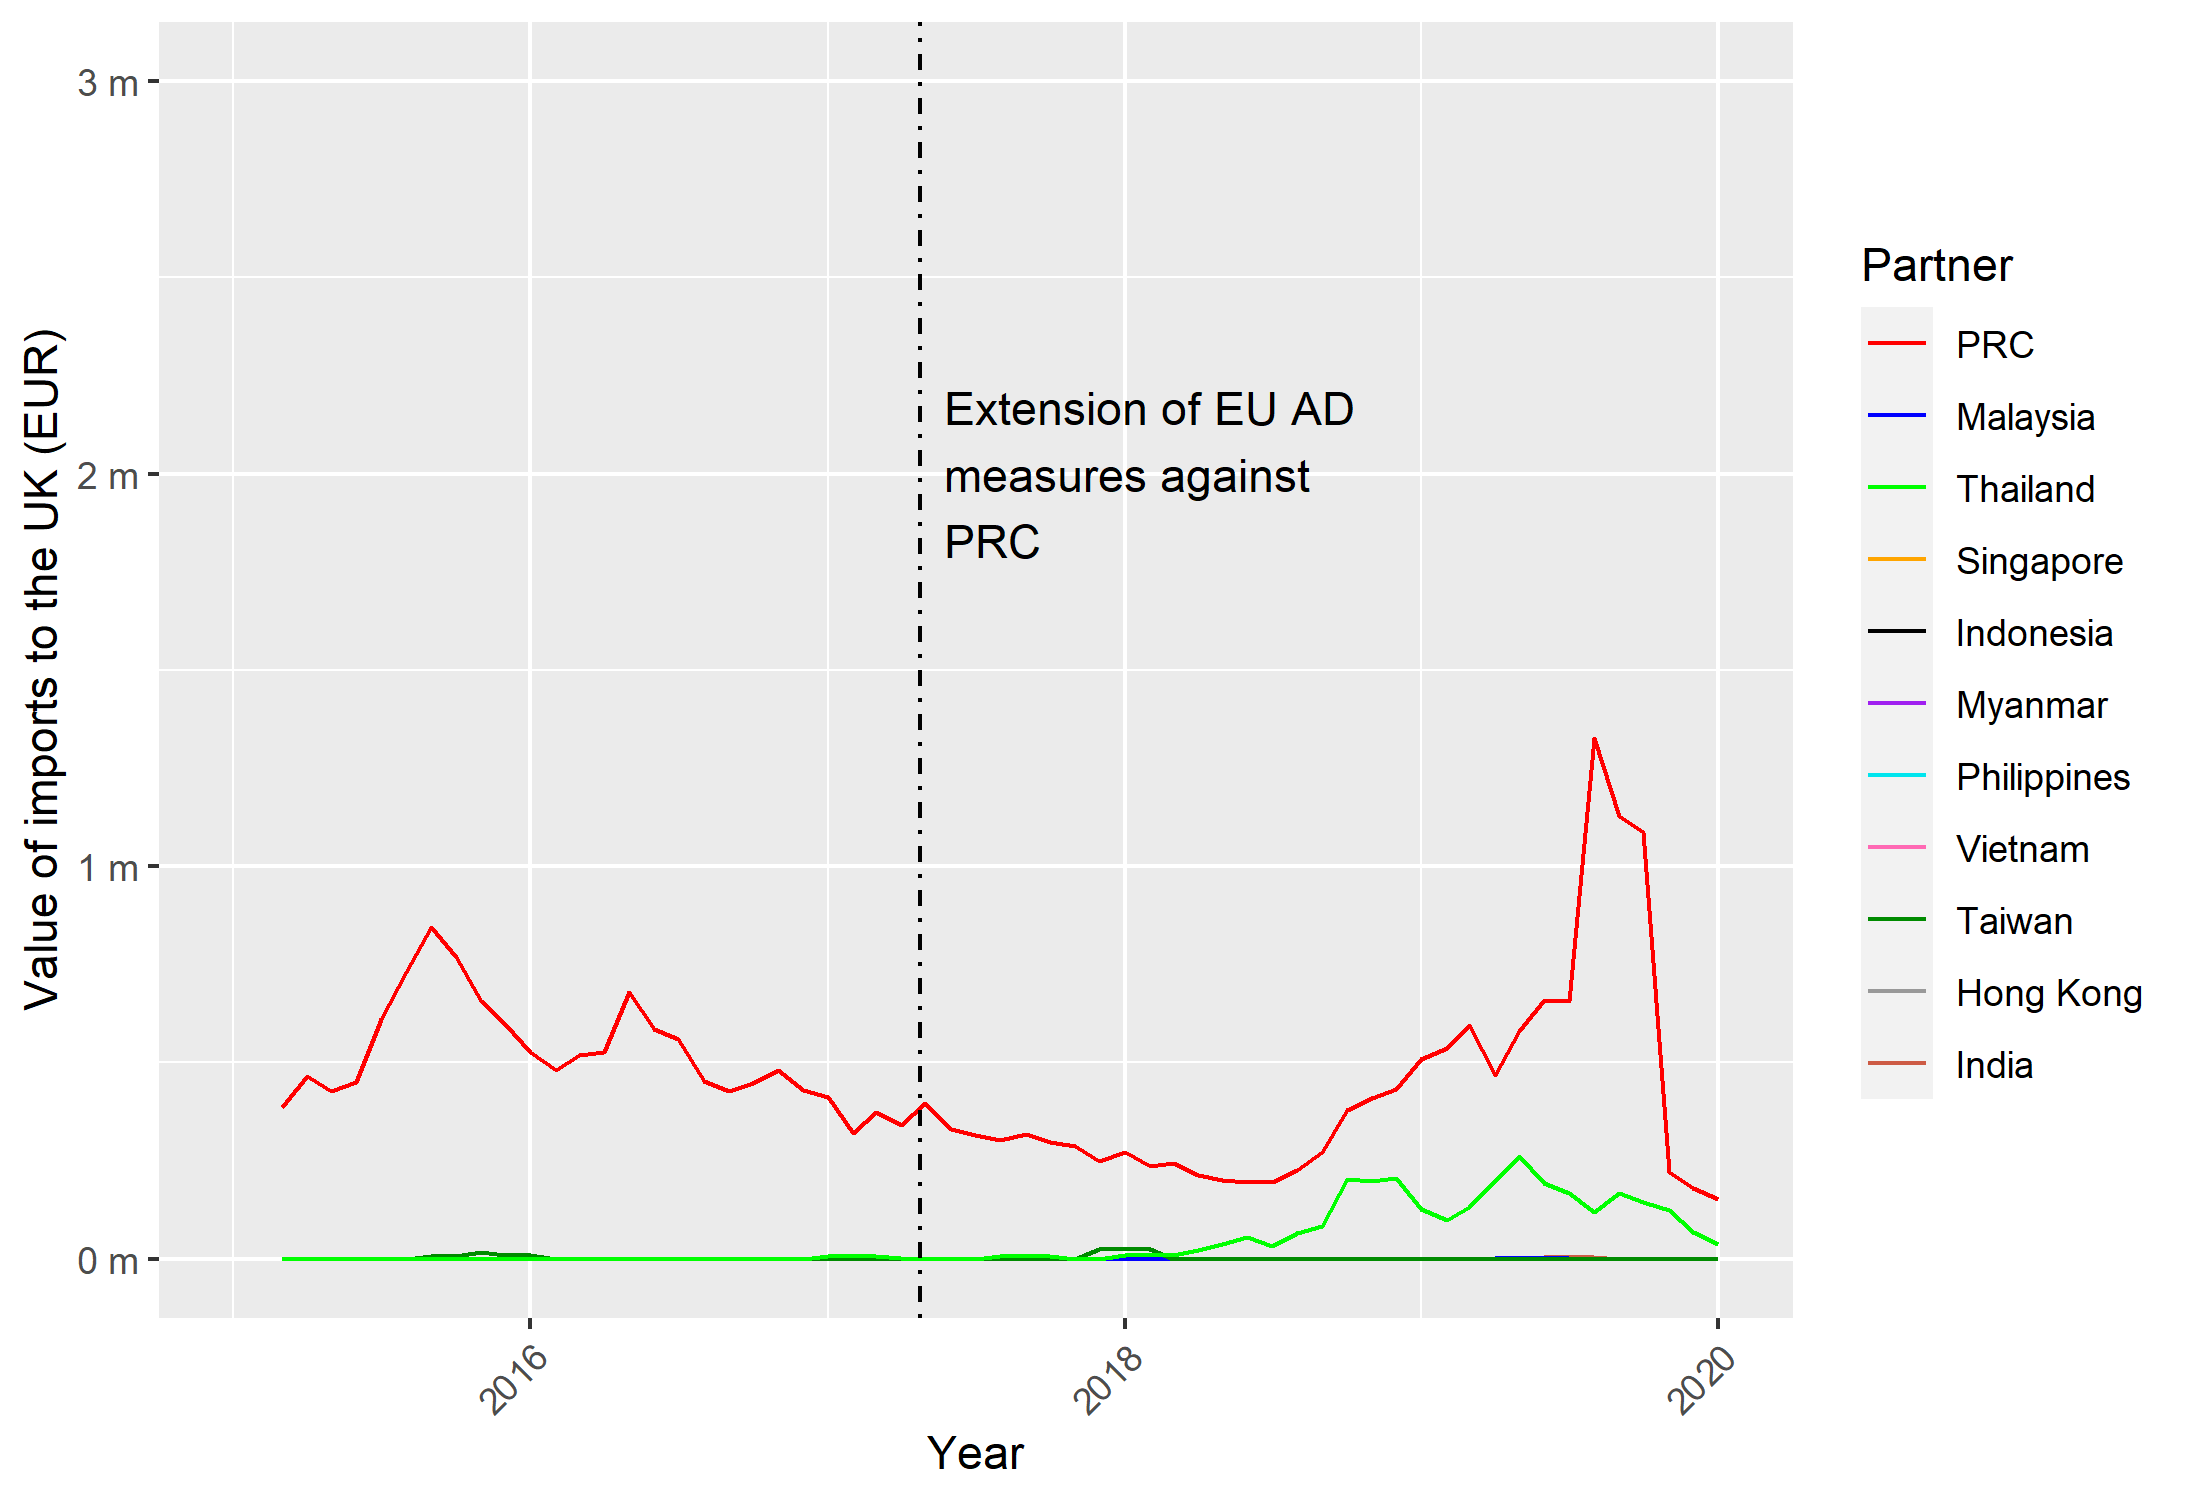 Value of imports to the UK (EUR)
3 m
2 m
1 m
0 m
Extension of EU AD
measures against
PRC
2016
2018
2020
Year
Partner
PRC
Malaysia
Thailand
Singapore
Indonesia
Myanmar
Philippines
Vietnam
Taiwan
Hong Kong
India